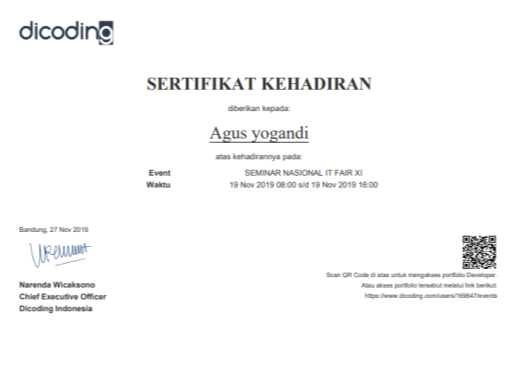 dicoding
SERTIFIKAT KEHADIRAN
diberikan kepada:
Agus yogandi
atas kehadirannya pada:
Event SEMINAR NASIONAL IT FAIR XI
Waktu 19 Nov 2019 08:00 s/d 19 Nov 2019 16:00
Bandung, 27 Nov 2019
Narenda Wicaksono
Chief Executive Officer
Dicoding Indonesia
Scan QR Code di atas untuk mengakses portfolio Developer.
Atau akses portfolio tersebut melalui link berikut:
https://www.dicoding.com/users/169647/events